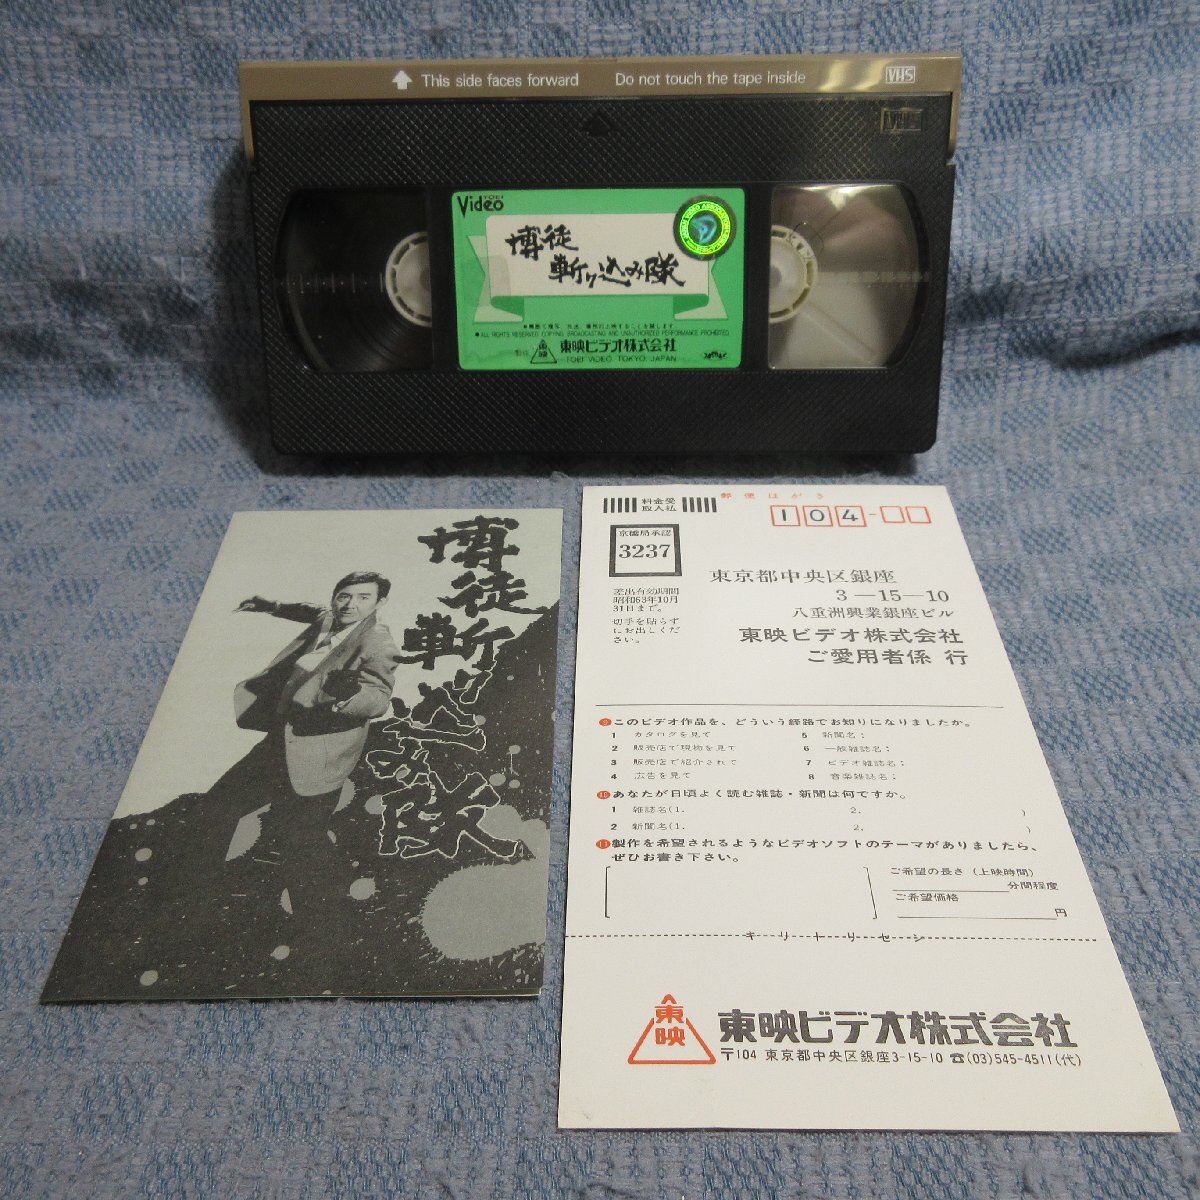 This side faces forward Do not touch the tape inside VHS
TOEI
Video
博徒
斬り込み隊
ALL RIGHTS RESERVED. COPYING, BROADCASTING AND UNAUTHORIZED PERFORMANCE PROHIBITED.
東映 東映ビデオ株式会社
TOEI VIDEO, TOKYO, JAPAN
博徒
斬り込み隊
郵便はがき
料金受
取人払
104-
京橋局承認
3237
差出有効期間
昭和63年10月
31日まで。
切手を貼らず
にお出しくだ
さい。
東京都中央区銀座
3-15-10
八重洲興業銀座ビル
東映ビデオ株式会社
ご愛用者係 行
⑨このビデオ作品を、どういう経路でお知りになりましたか。
1 カタログを見て 5 新聞名:
2 販売店で現物を見て 6 一般雑誌名:
3 販売店で紹介されて 7 ビデオ雑誌名:
4 広告を見て 8 音楽雑誌名:
⑩あなたが日頃よく読む雑誌・新聞は何ですか。
1 雑誌名(1. 2. )
2 新聞名(1. 2. )
⑪製作を希望されるようなビデオソフトのテーマがありましたら、
ぜひお書き下さい。
ご希望の長さ(上映時間)
分間程度
ご希望価格
円
キリトリセン
東映 東映ビデオ株式会社
〒104 東京都中央区銀座3-15-10 ☎(03)545-4511(代)